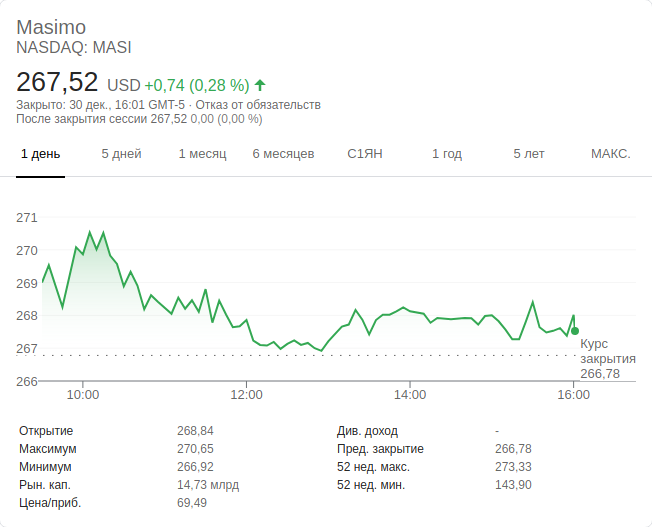 Masimo
NASDAQ: MASI
267,52 USD +0,74 (0,28 %)
Закрыто: 30 дек., 16:01 GMT-5 · Отказ от обязательств
После закрытия сессии 267,52 0,00 (0,00 %)
1 день 5 дней 1 месяц 6 месяцев С1ЯН 1 год 5 лет МАКС.
271
270
269
268
267
266
Курс
закрытия
266,78
10:00 12:00 14:00 16:00
Открытие 268,84 Див. доход -
Максимум 270,65 Пред. закрытие 266,78
Минимум 266,92 52 нед. макс. 273,33
Рын. кап. 14,73 млрд 52 нед. мин. 143,90
Цена/приб. 69,49